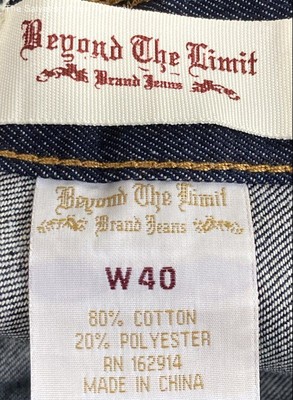 Beyond The Limit
Brand Jeans
Beyond The Limit
Brand Jeans
W 40
80% COTTON
20% POLYESTER
RN 162914
MADE IN CHINA